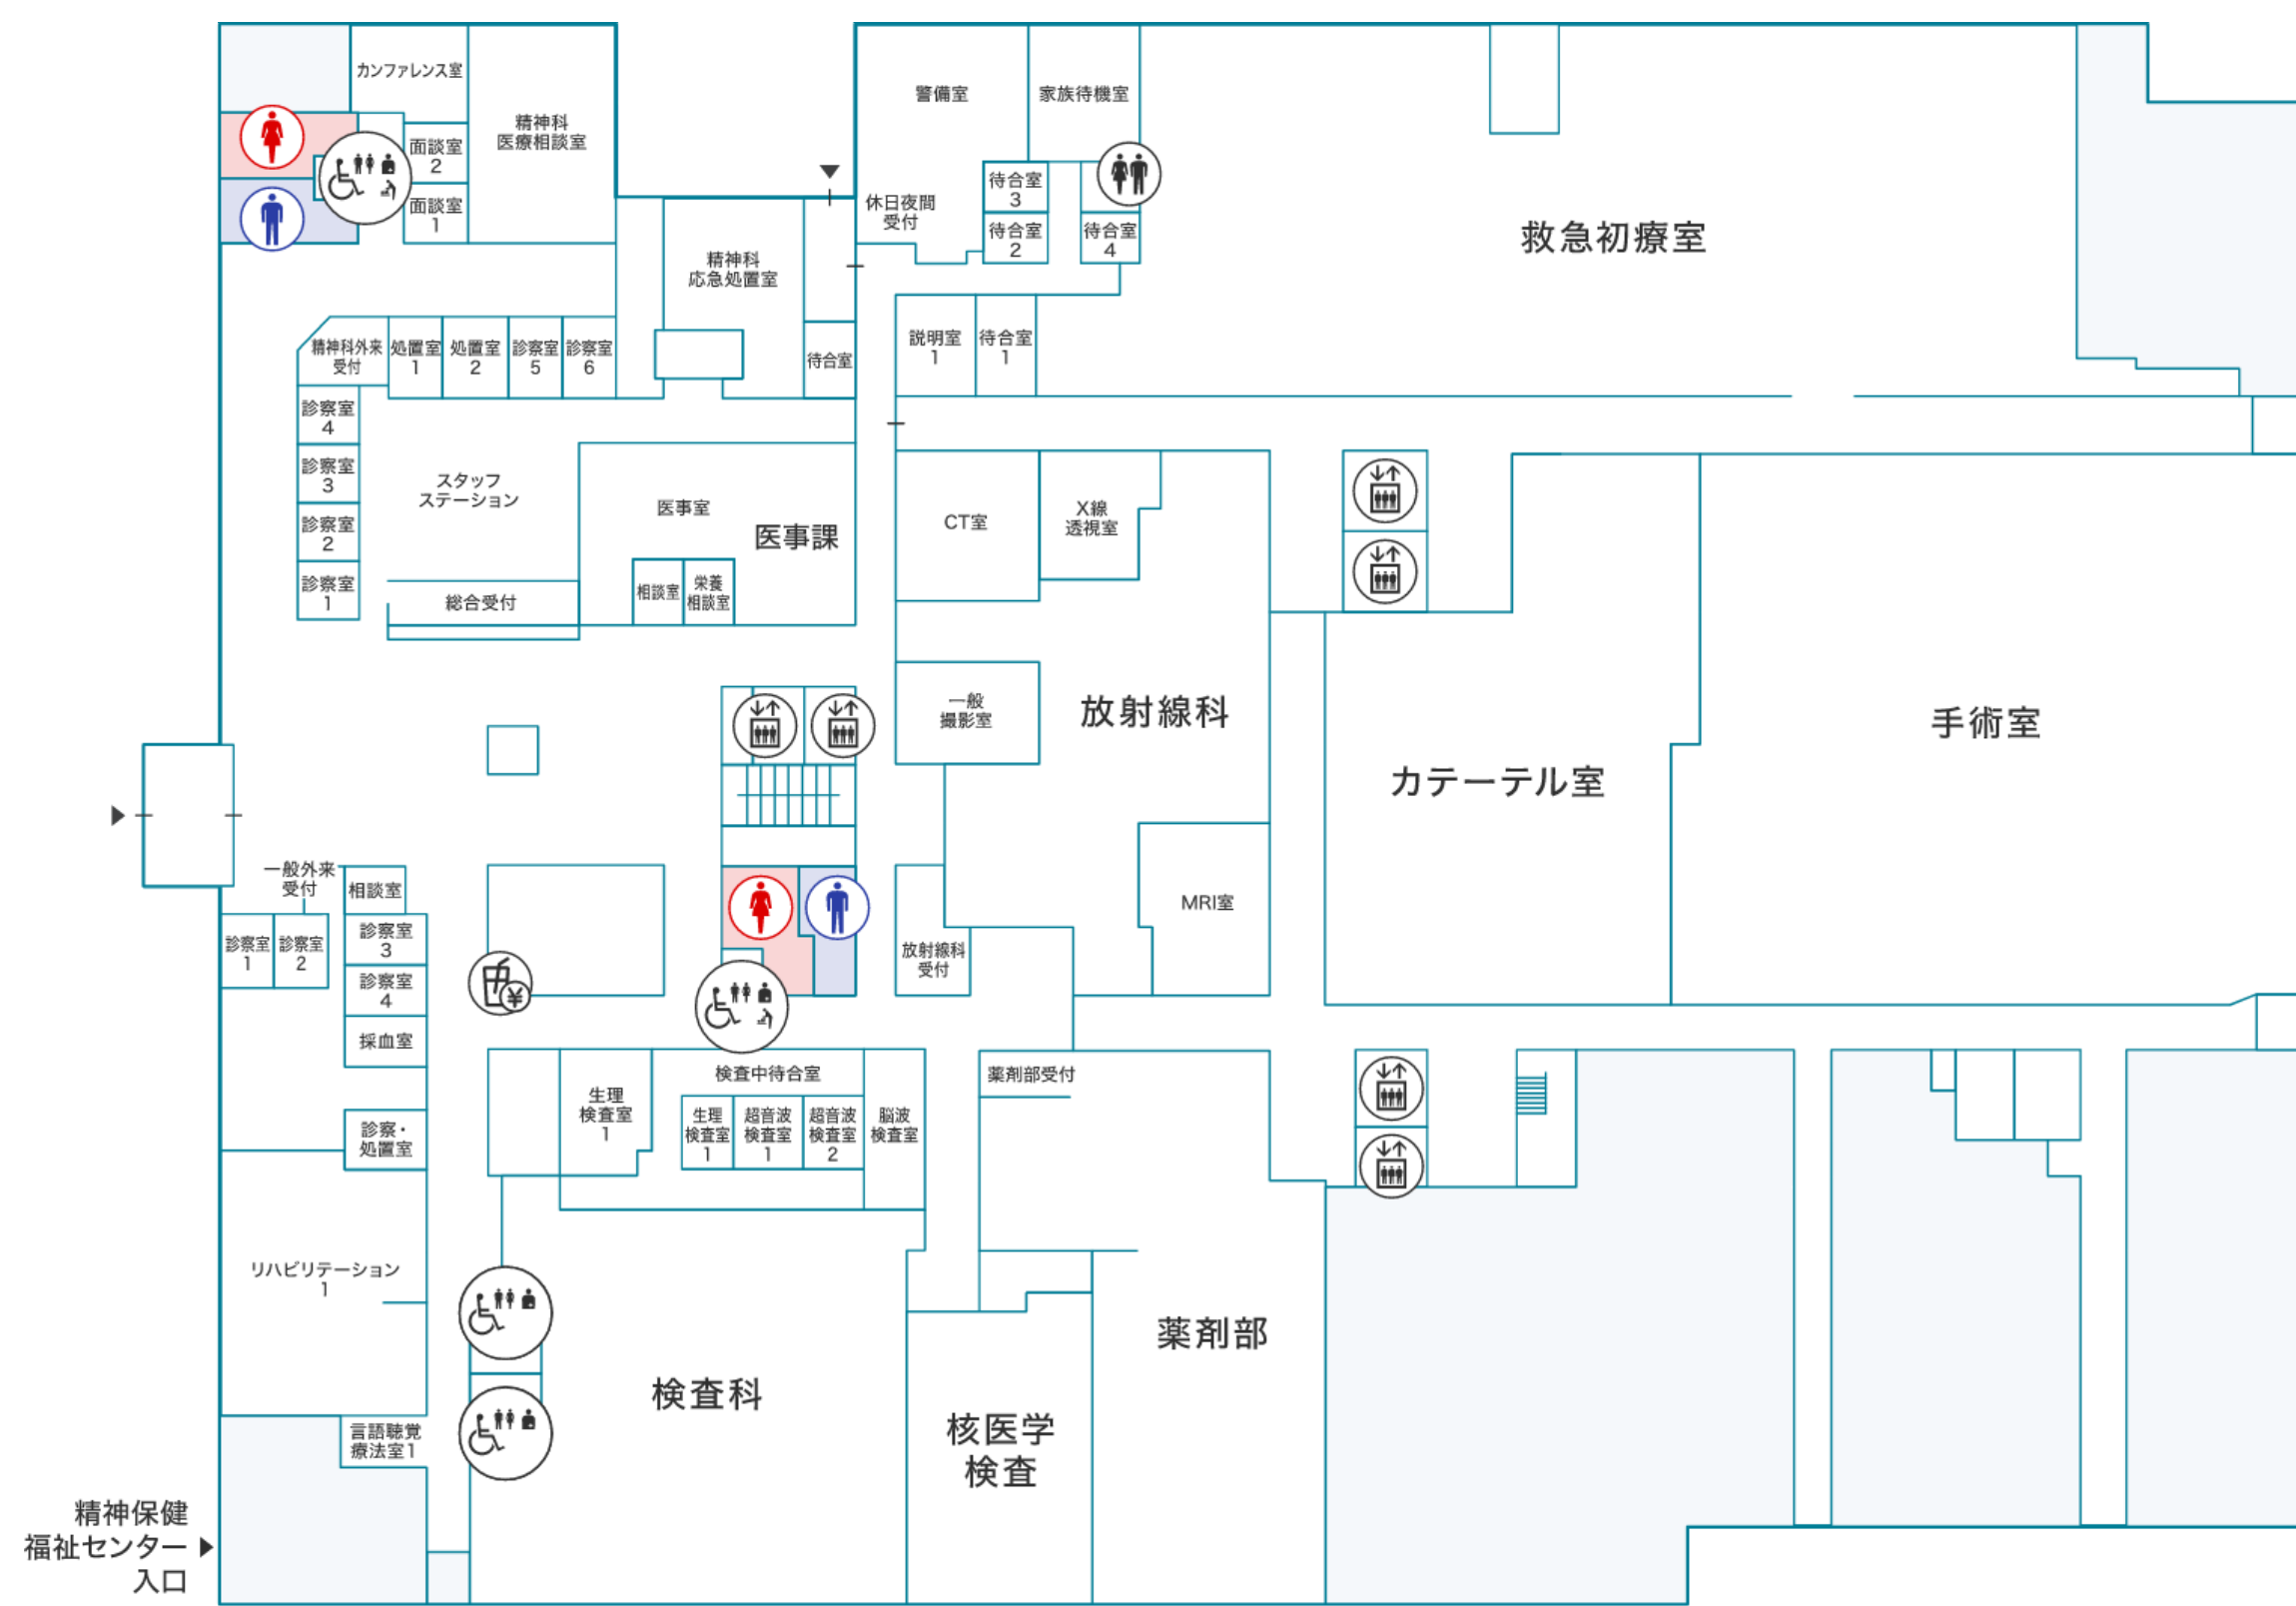 カンファレンス室
精神科
医療相談室
面談室
2
面談室
1
警備室
家族待機室
休日夜間
受付
待合室
3
待合室
2
待合室
4
救急初療室
精神科
応急処置室
待合室
説明室
1
待合室
1
精神科外来
受付
処置室
1
処置室
2
診察室
5
診察室
6
診察室
4
診察室
3
診察室
2
診察室
1
スタッフ
ステーション
医事室
医事課
相談室
栄養
相談室
総合受付
CT室
X線
透視室
一般
撮影室
放射線科
カテーテル室
手術室
MRI室
放射線科
受付
一般外来
受付
相談室
診察室
1
診察室
2
診察室
3
診察室
4
採血室
診察・
処置室
¥
生理
検査室
1
検査中待合室
生理
検査室
1
超音波
検査室
1
超音波
検査室
2
脳波
検査室
薬剤部受付
リハビリテーション
1
言語聴覚
療法室1
検査科
核医学
検査
薬剤部
精神保健
福祉センター
入口